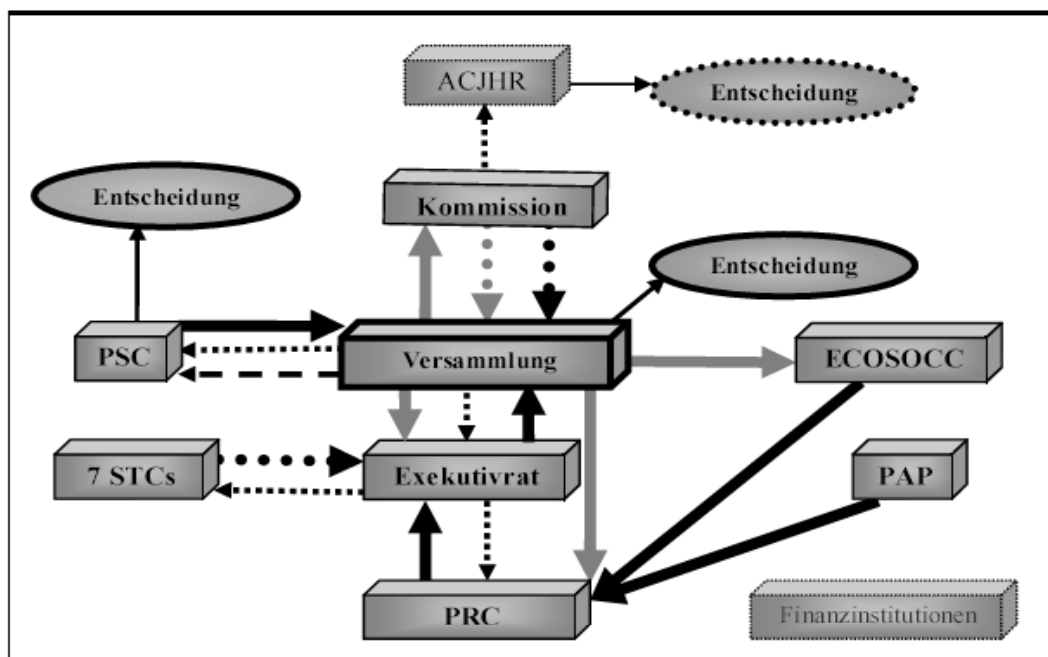 ACJHR
Entscheidung
Entscheidung
Kommission
Entscheidung
PSC
Versammlung
ECOSOCC
7 STCs
Exekutivrat
PAP
PRC
Finanzinstitutionen